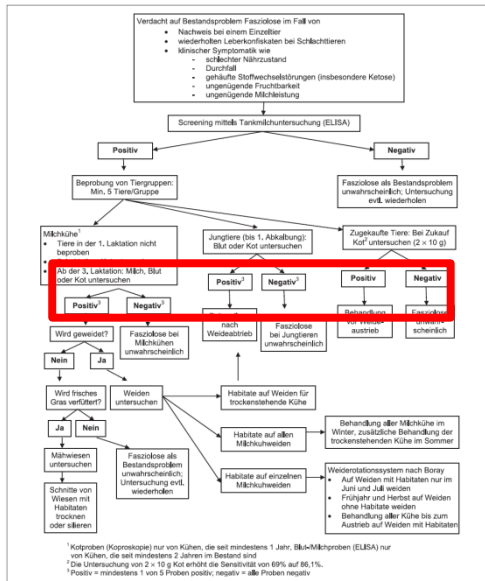 Verdacht auf Bestandsproblem Fasziolose im Fall von
• Nachweis bei einem Einzeltier
• wiederholten Leberkonfiskaten bei Schlachttieren
• klinischer Symptomatik wie
- schlechter Nährzustand
- Durchfall
- gehäufte Stoffwechselstörungen (insbesondere Ketose)
- ungenügende Fruchtbarkeit
- ungenügende Milchleistung
Screening mittels Tankmilchuntersuchung (ELISA)
Positiv
Negativ
Beprobung von Tiergruppen:
Min. 5 Tiere/Gruppe
Fasziolose als Bestandsproblem
unwahrscheinlich; Untersuchung
evtl. wiederholen
Milchkühe¹
• Tiere in der 1. Laktation nicht
beproben
• Ab der 3. Laktation: Milch, Blut
oder Kot untersuchen
Jungtiere (bis 1. Abkalbung):
Blut oder Kot untersuchen
Zugekaufte Tiere: Bei Zukauf
Kot² untersuchen (2 × 10 g)
Positiv³
Negativ³
Positiv³
Negativ³
Positiv
Negativ
Wird geweidet?
Fasziolose bei
Milchkühen
unwahrscheinlich
nach
Weideabtrieb
Fasziolose
bei Jungtieren
unwahrscheinlich
Behandlung
vor Weide-
austrieb
Fasziolose
unwahr-
scheinlich
Nein
Ja
Wird frisches
Gras verfüttert?
Weiden
untersuchen
Habitate auf Weiden für
trockenstehende Kühe
Ja
Nein
Habitate auf allen
Milchkuhweiden
Behandlung aller Milchkühe im
Winter, zusätzliche Behandlung der
trockenstehenden Kühe im Sommer
Mähwiesen
untersuchen
Fasziolose als
Bestandsproblem
unwahrscheinlich;
Untersuchung evtl.
wiederholen
Habitate auf einzelnen
Milchkuhweiden
Weiderotationssystem nach Boray
• Auf Weiden mit Habitaten nur im
Juni und Juli weiden
• Frühjahr und Herbst auf Weiden
ohne Habitate weiden
• Behandlung aller Kühe bis zum
Austrieb auf Weiden mit Habitaten
Schnitte von
Wiesen mit
Habitaten
trocknen
oder silieren
¹ Kotproben (Koproskopie) nur von Kühen, die seit mindestens 1 Jahr, Blut-/Milchproben (ELISA) nur
von Kühen, die seit mindestens 2 Jahren im Bestand sind
² Die Untersuchung von 2 × 10 g Kot erhöht die Sensitivität von 69% auf 86,1%.
³ Positiv = mindestens 1 von 5 Proben positiv; negativ = alle Proben negativ